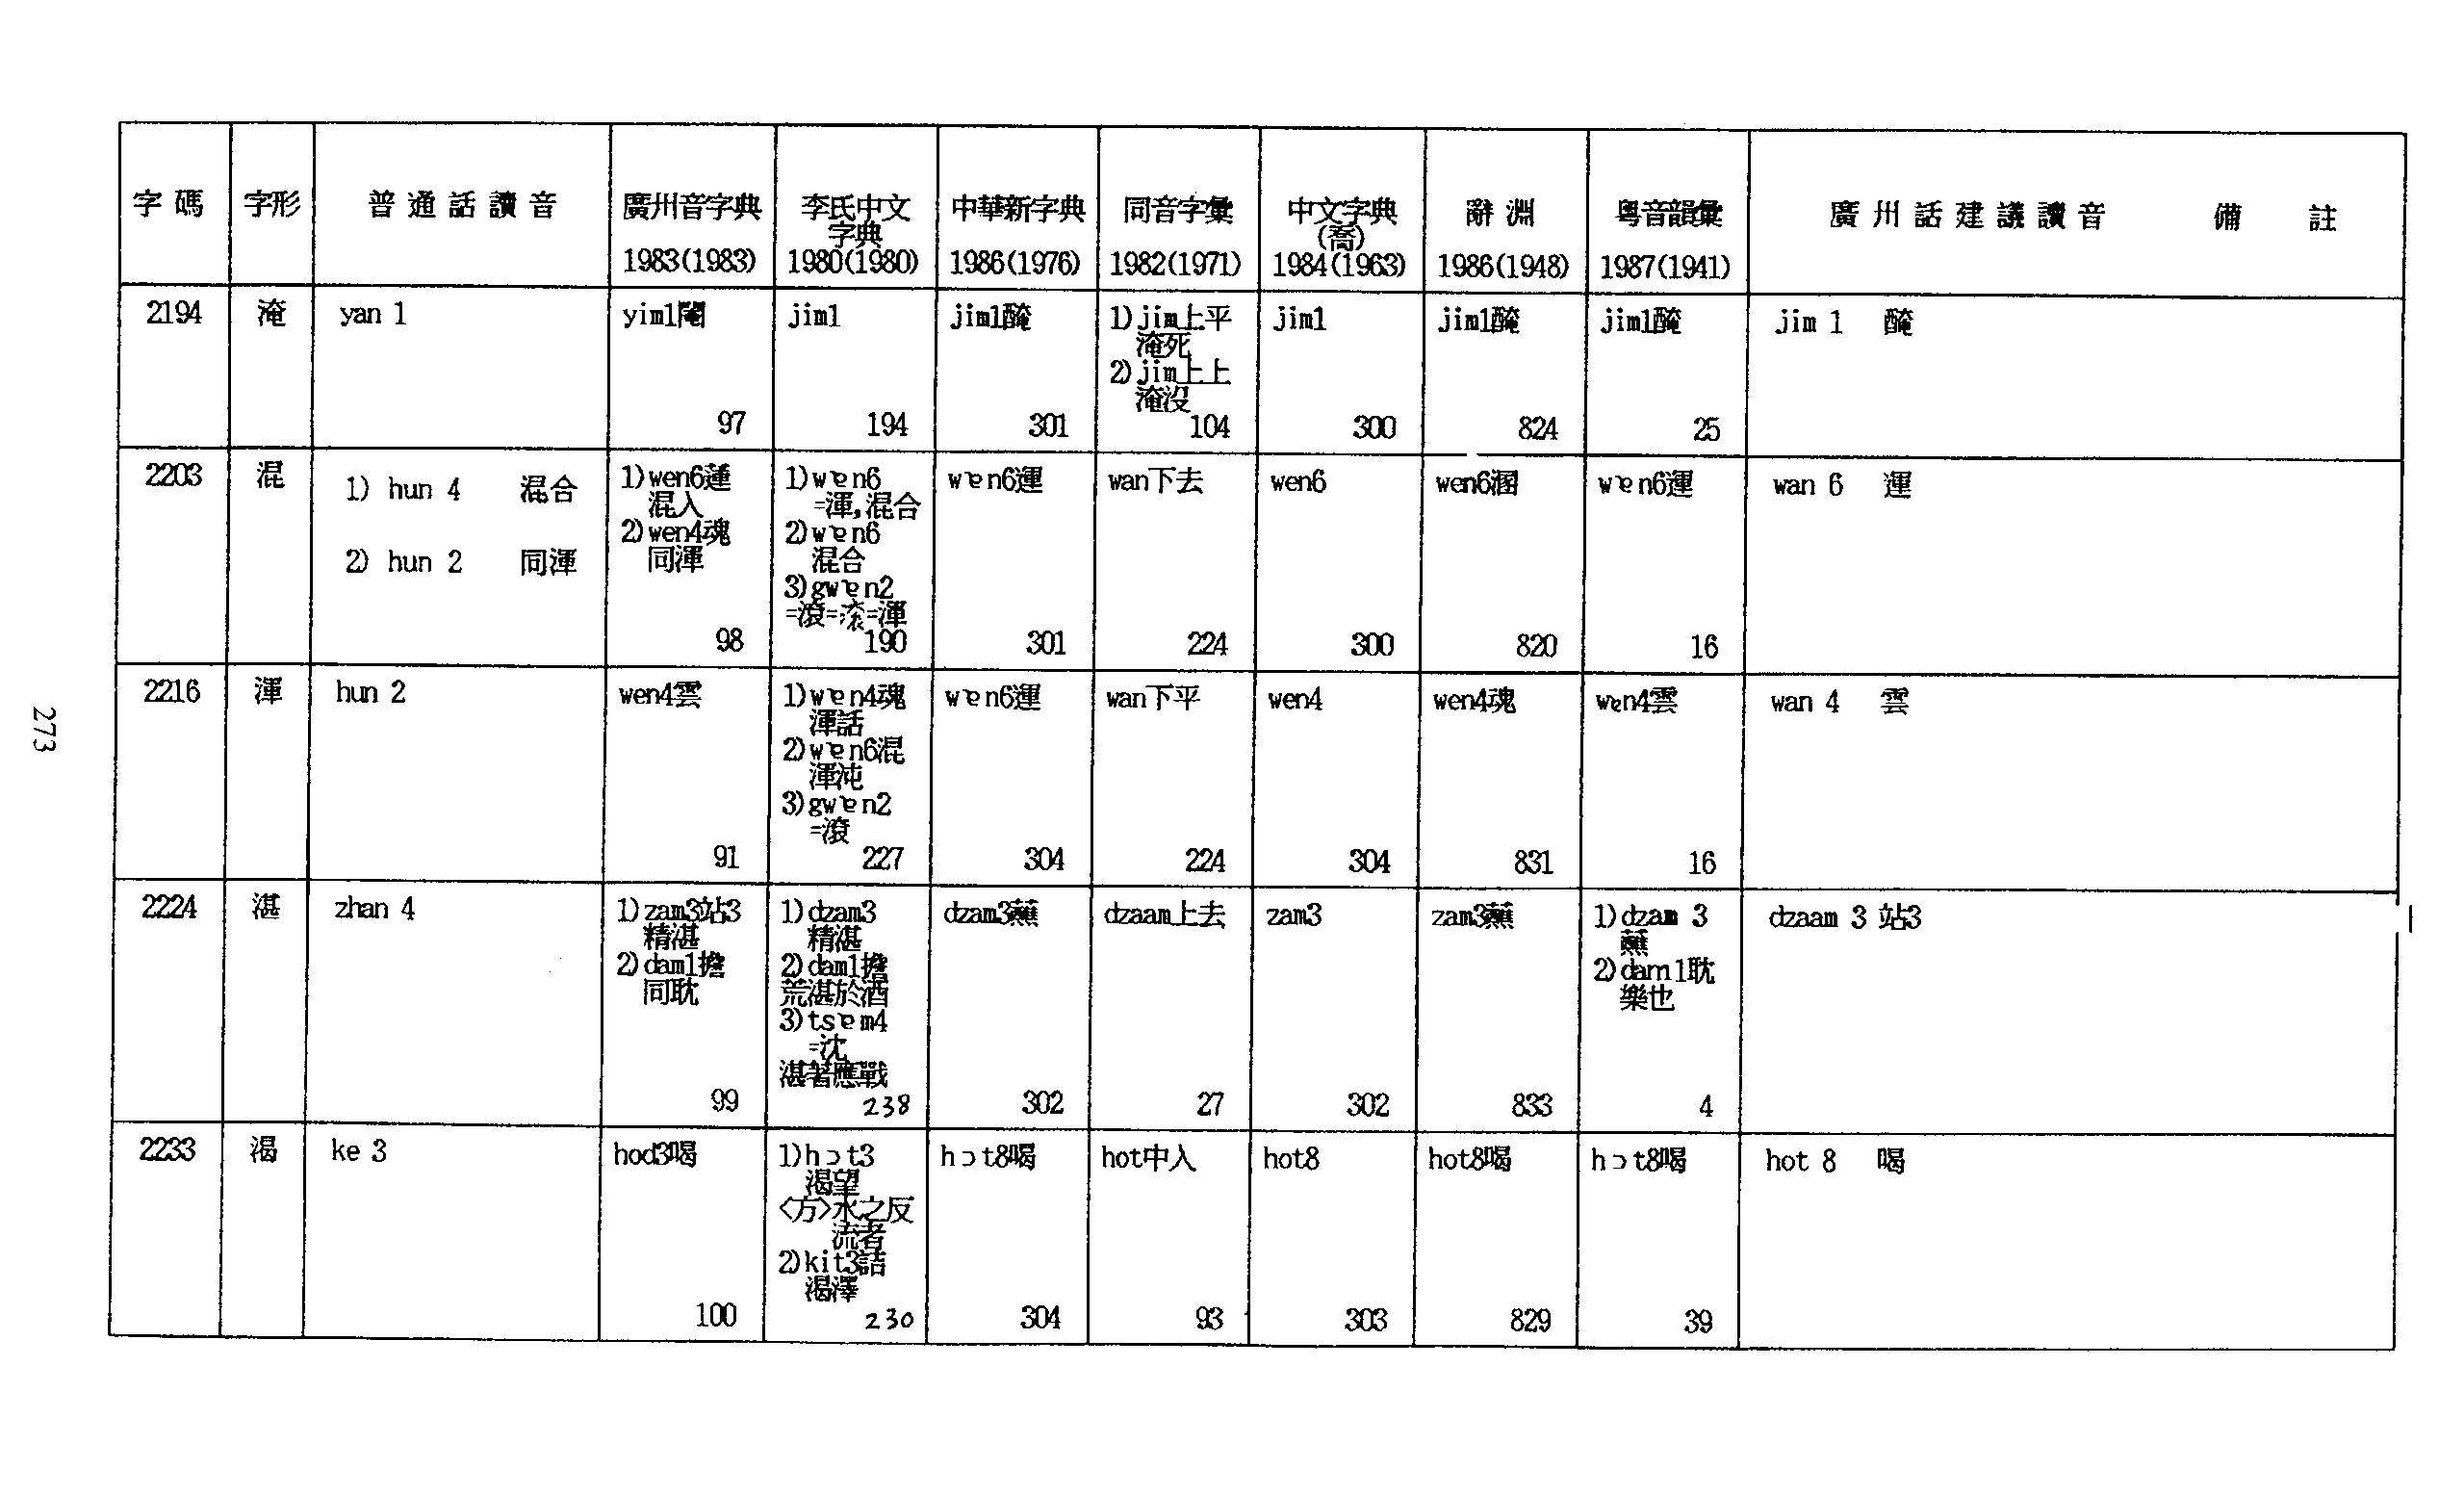 字碼 字形 普通話讀音 廣州音字典 李氏中文 中華新字典 同音字彙 中文字典 辭淵 粤音韻彙 廣州話建議讀音 備註
字典 (喬)
1983(1983) 1980(1980) 1986(1976) 1982(1971) 1984(1963) 1986(1948) 1987(1941)
2194 淹 yan 1 yim1閹 jim1 jim1醃 1)jim上平 jim1 jim1醃 jim1醃 jim 1 醃
淹死
2)jim上上
淹沒
97 194 301 104 300 824 25
2203 混 1) hun 4 混合 1)wen6運 1)wɐn6 wɐn6運 wan下去 wen6 wen6溷 wɐn6運 wan 6 運
混入 =渾,混合
2)wen4魂 2)wɐn6
2) hun 2 同渾 同渾 混合
3)gwɐn2
=滾=滚=渾
98 190 301 224 300 820 16
2216 渾 hun 2 wen4雲 1)wɐn4魂 wɐn6運 wan下平 wen4 wen4魂 wɐn4雲 wan 4 雲
渾話
2)wɐn6混
渾沌
3)gwɐn2
=滾
91 227 304 224 304 831 16
2224 湛 zhan 4 1)zam3站3 1)dzam3 dzam3蘸 dzaam上去 zam3 zam3蘸 1)dzam 3 dzaam 3 站3
精湛 精湛 蘸
2)dam1擔 2)dam1擔 2)dam1耽
同耽 荒湛於酒 樂也
3)tsɐm4
=沈
湛著應戰
99 238 302 27 302 833 4
2233 渴 ke 3 hod3喝 1)hɔt3 hɔt8喝 hot中入 hot8 hot8喝 hɔt8喝 hot 8 喝
渴望
<方>水之反
流者
2)kit3詰
渴澤
100 230 304 93 303 829 39
273